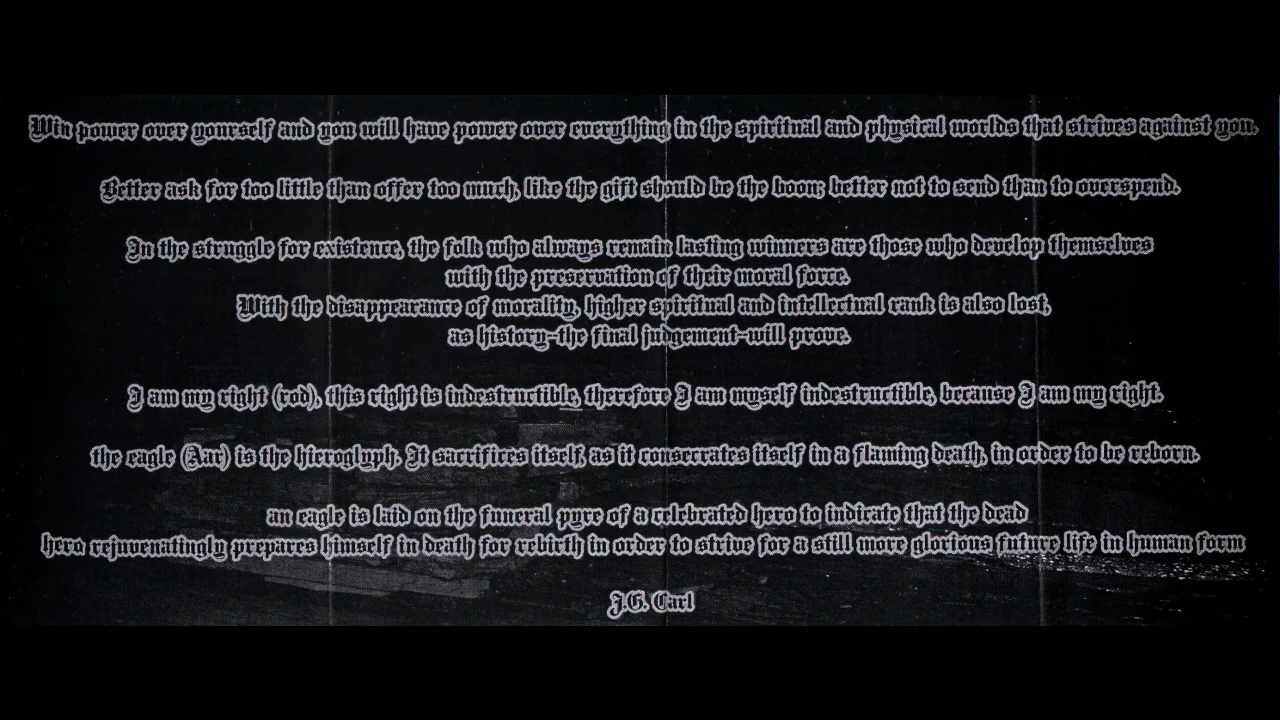 Win power over yourself and you will have power over everything in the spiritual and physical worlds that strives against you.
Better ask for too little than offer too much, like the gift should be the boon; better not to send than to overspend.
In the struggle for existence, the folk who always remain lasting winners are those who develop themselves
with the preservation of their moral force.
With the disappearance of morality, higher spiritual and intellectual rank is also lost,
as history--the final judgement--will prove.
I am my right (rod), this right is indestructible, therefore I am myself indestructible, because I am my right.
the eagle (Aar) is the hieroglyph. It sacrifices itself, as it consecrates itself in a flaming death, in order to be reborn.
an eagle is laid on the funeral pyre of a celebrated hero to indicate that the dead
hero rejuvenatingly prepares himself in death for rebirth in order to strive for a still more glorious future life in human form
J.G. Carl